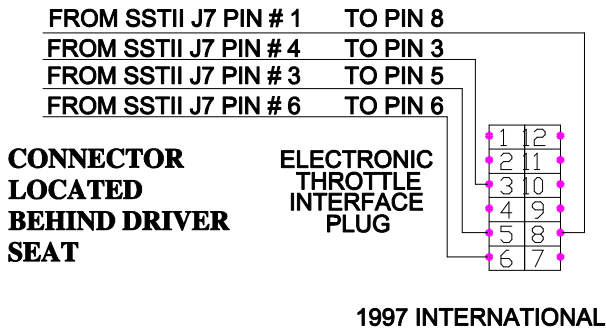 FROM SSTII J7 PIN # 1 TO PIN 8
FROM SSTII J7 PIN # 4 TO PIN 3
FROM SSTII J7 PIN # 3 TO PIN 5
FROM SSTII J7 PIN # 6 TO PIN 6
CONNECTOR
LOCATED
BEHIND DRIVER
SEAT
ELECTRONIC
THROTTLE
INTERFACE
PLUG
1 12
2 11
3 10
4 9
5 8
6 7
1997 INTERNATIONAL